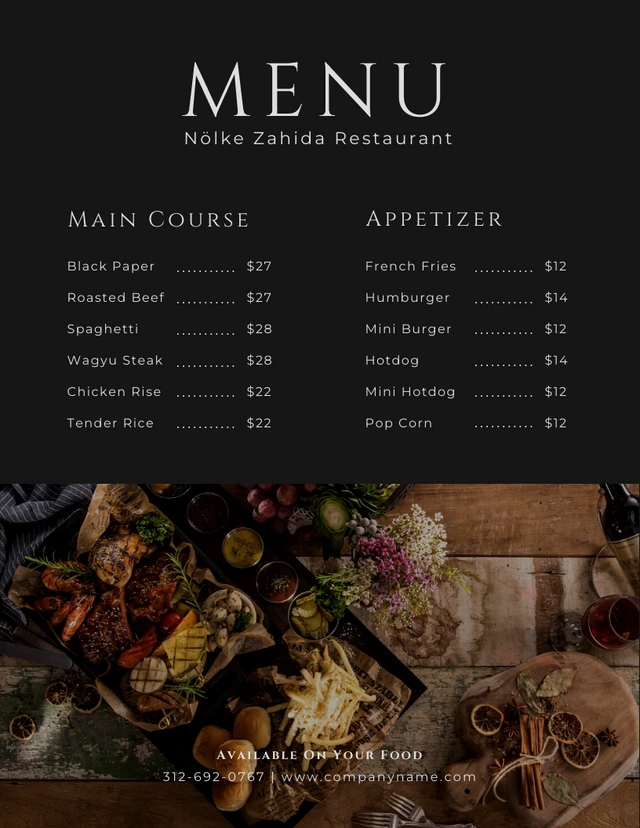 MENU
Nölke Zahida Restaurant
Main Course
Black Paper ........... $27
Roasted Beef ........... $27
Spaghetti ........... $28
Wagyu Steak ........... $28
Chicken Rise ........... $22
Tender Rice ........... $22
Appetizer
French Fries ........... $12
Humburger ........... $14
Mini Burger ........... $12
Hotdog ........... $14
Mini Hotdog ........... $12
Pop Corn ........... $12
Available On Your Food
312-692-0767 | www.companyname.com